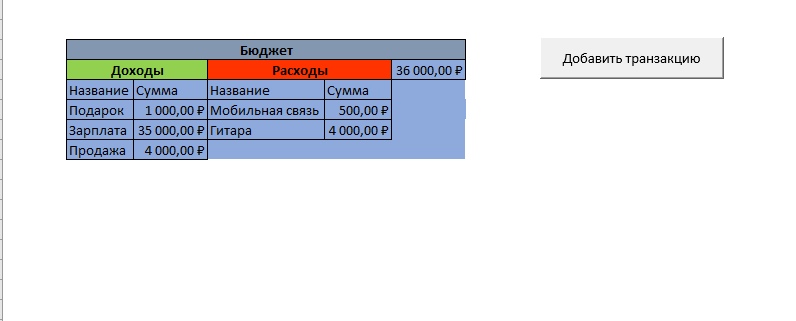 Бюджет
Добавить транзакцию
Доходы Расходы 36 000,00 ₽
Название Сумма Название Сумма
Подарок 1 000,00 ₽ Мобильная связь 500,00 ₽
Зарплата 35 000,00 ₽ Гитара 4 000,00 ₽
Продажа 4 000,00 ₽